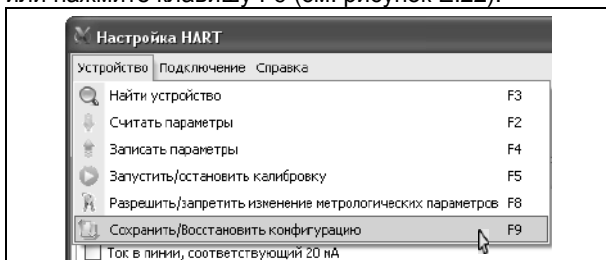 или нажмите клавишу F9 (см. рисунок Е.22).
Настройка HART
Устройство Подключение Справка
Найти устройство F3
Считать параметры F2
Записать параметры F4
Запустить/остановить калибровку F5
Разрешить/запретить изменение метрологических параметров F8
Сохранить/Восстановить конфигурацию F9
Ток в линии, соответствующий 20 мА